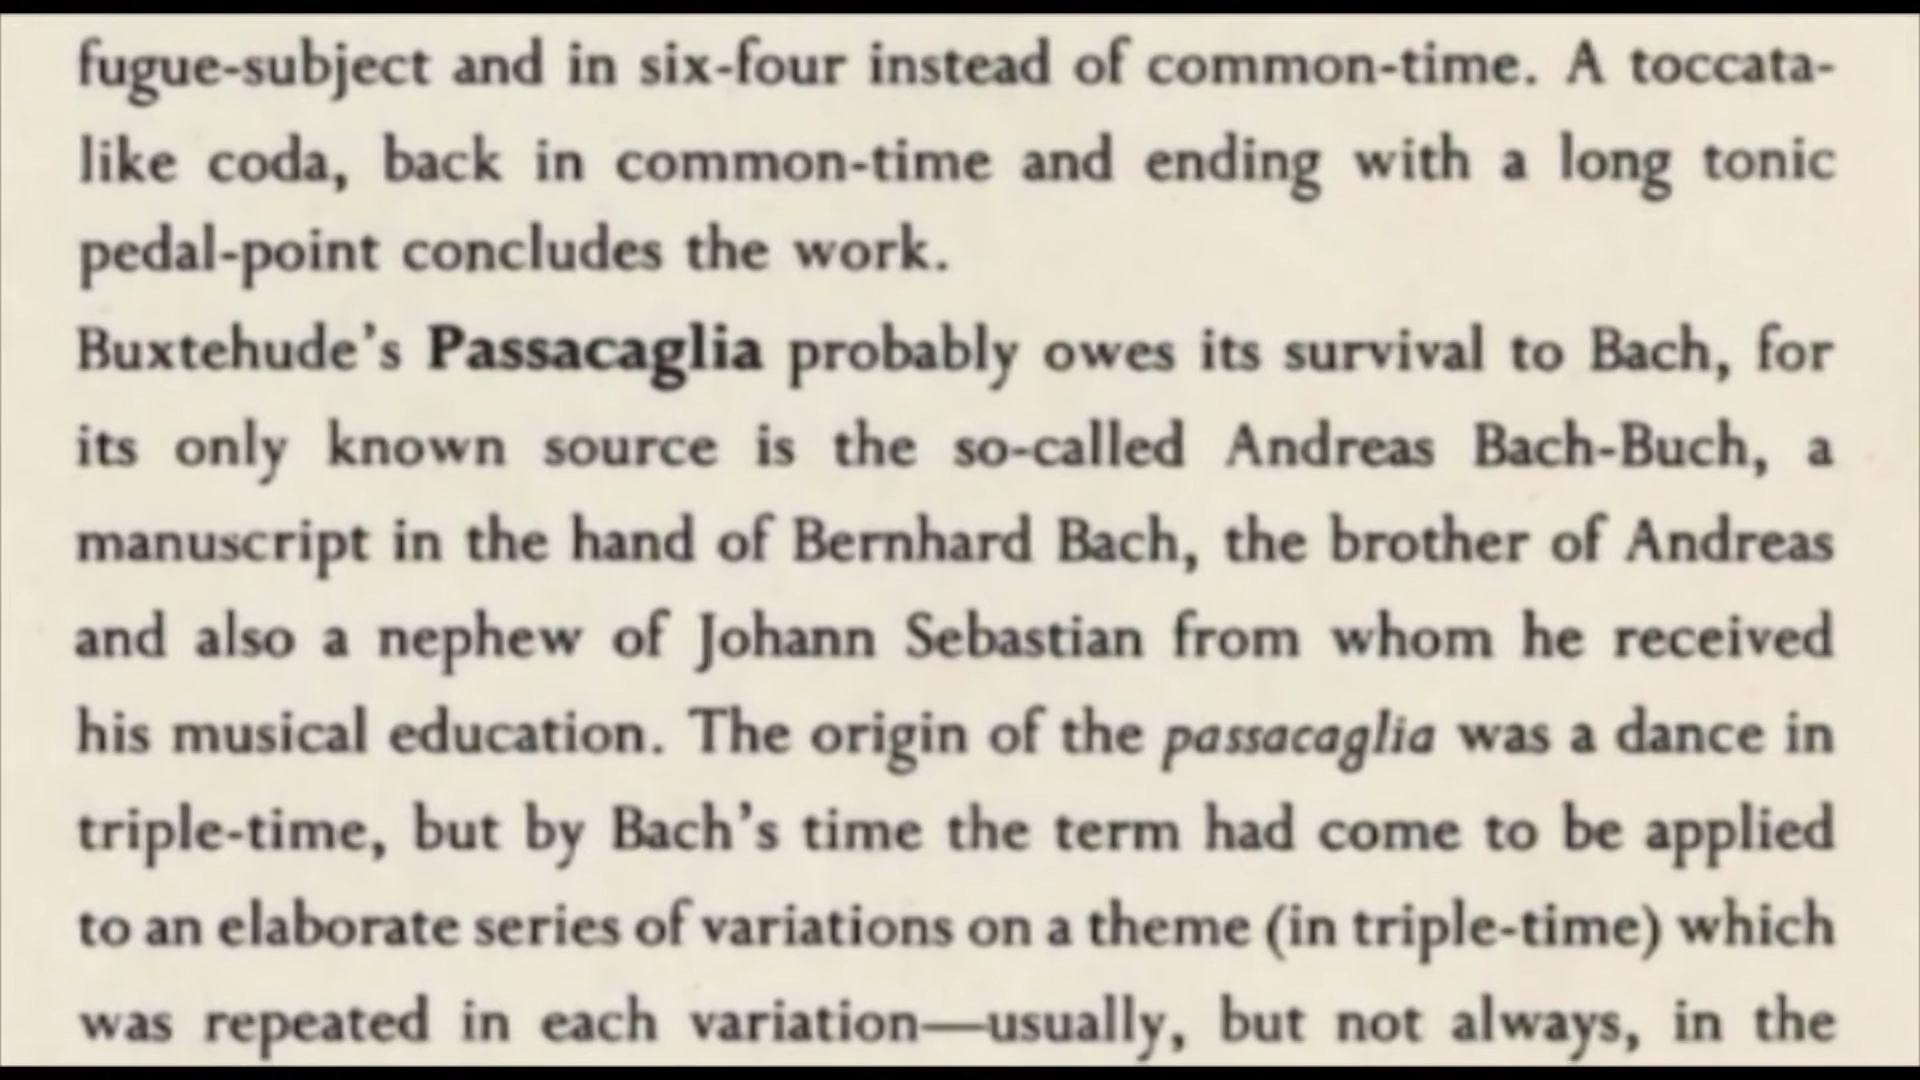 fugue-subject and in six-four instead of common-time. A toccata-
like coda, back in common-time and ending with a long tonic
pedal-point concludes the work.
Buxtehude's Passacaglia probably owes its survival to Bach, for
its only known source is the so-called Andreas Bach-Buch, a
manuscript in the hand of Bernhard Bach, the brother of Andreas
and also a nephew of Johann Sebastian from whom he received
his musical education. The origin of the passacaglia was a dance in
triple-time, but by Bach's time the term had come to be applied
to an elaborate series of variations on a theme (in triple-time) which
was repeated in each variation—usually, but not always, in the